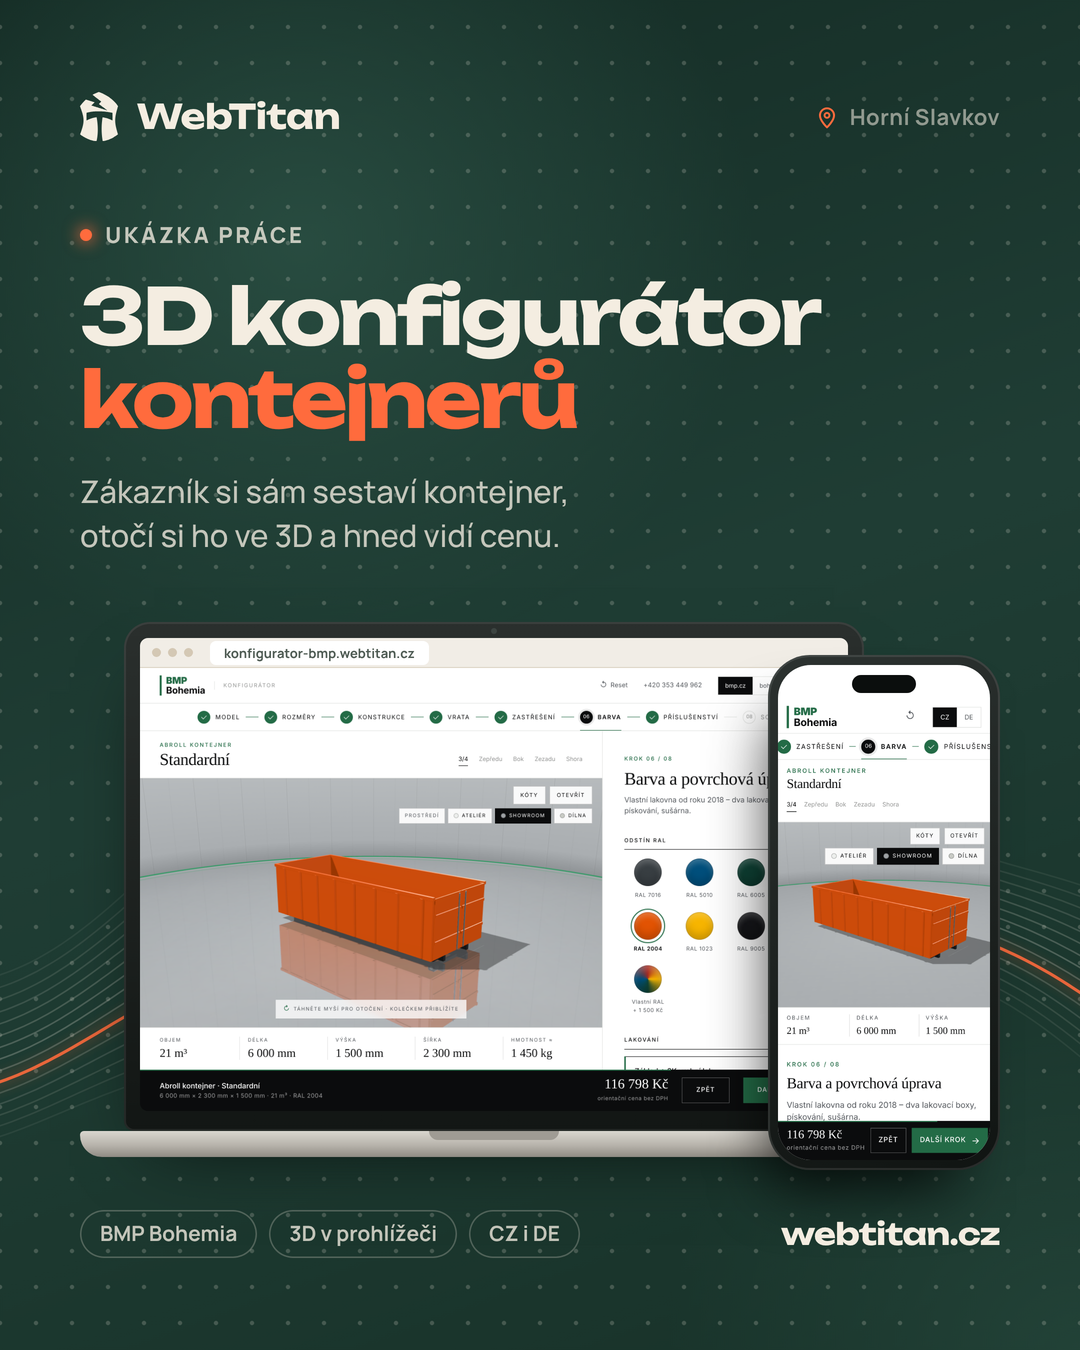 WebTitan
Horní Slavkov
UKÁZKA PRÁCE
3D konfigurátor
kontejnerů
Zákazník si sám sestaví kontejner,
otočí si ho ve 3D a hned vidí cenu.
konfigurator-bmp.webtitan.cz
BMP
Bohemia
KONFIGURÁTOR
Reset
+420 353 449 962
bmp.cz
MODEL
ROZMĚRY
KONSTRUKCE
VRATA
ZASTŘEŠENÍ
06 BARVA
PŘÍSLUŠENSTVÍ
ABROLL KONTEJNER
Standardní
3/4 Zepředu Bok Zezadu Shora
KÓTY OTEVŘÍT
PROSTŘEDÍ ATELIÉR SHOWROOM DÍLNA
TÁHNĚTE MYŠÍ PRO OTOČENÍ · KOLEČKEM PŘIBLÍŽÍTE
OBJEM DÉLKA VÝŠKA ŠÍŘKA HMOTNOST ≈
21 m³ 6 000 mm 1 500 mm 2 300 mm 1 450 kg
KROK 06 / 08
Barva a povrchová
Vlastní lakovna od roku 2018 – dva
pískování, sušárna.
ODSTÍN RAL
RAL 7016 RAL 5010 RAL 6005
RAL 2004 RAL 1023 RAL 9005
Vlastní RAL
+ 1 500 Kč
LAKOVÁNÍ
Abroll kontejner · Standardní
6 000 mm × 2 300 mm × 1 500 mm · 21 m³ · RAL 2004
116 798 Kč
orientační cena bez DPH
ZPĚT
BMP
Bohemia
CZ DE
ZASTŘEŠENÍ
06 BARVA
PŘÍSLUŠENS
ABROLL KONTEJNER
Standardní
3/4 Zepředu Bok Zezadu Shora
KÓTY OTEVŘÍT
ATELIÉR SHOWROOM DÍLNA
OBJEM DÉLKA VÝŠKA
21 m³ 6 000 mm 1 500 mm
KROK 06 / 08
Barva a povrchová úprava
Vlastní lakovna od roku 2018 – dva lakovací boxy,
pískování, sušárna.
116 798 Kč
orientační cena bez DPH
ZPĚT
DALŠÍ KROK →
BMP Bohemia
3D v prohlížeči
CZ i DE
webtitan.cz